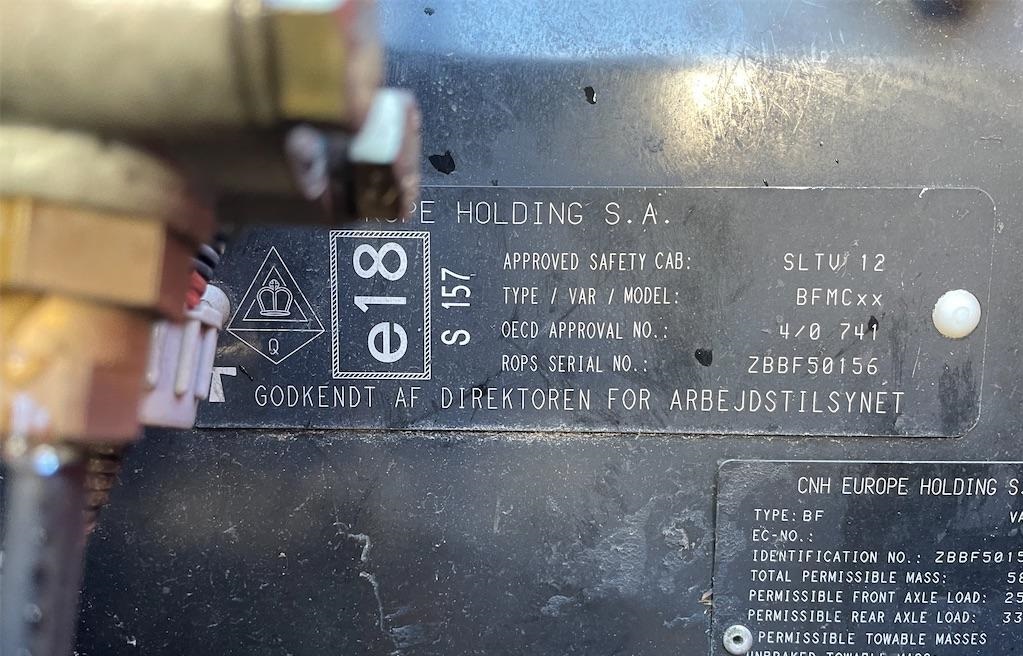 HOLDING S.A.
e18
S 157
APPROVED SAFETY CAB: SLTV 12
TYPE / VAR / MODEL: BFMCxx
OECD APPROVAL NO.: 4/0 741
ROPS SERIAL NO.: ZBBF50156
Q
T
GODKENDT AF DIREKTOREN FOR ARBEJDSTILSYNET
CNH EUROPE HOLDING S.
TYPE: BF
EC-NO.:
IDENTIFICATION NO.: ZBBF5015
TOTAL PERMISSIBLE MASS:
PERMISSIBLE FRONT AXLE LOAD: 25
PERMISSIBLE REAR AXLE LOAD: 33
PERMISSIBLE TOWABLE MASSES